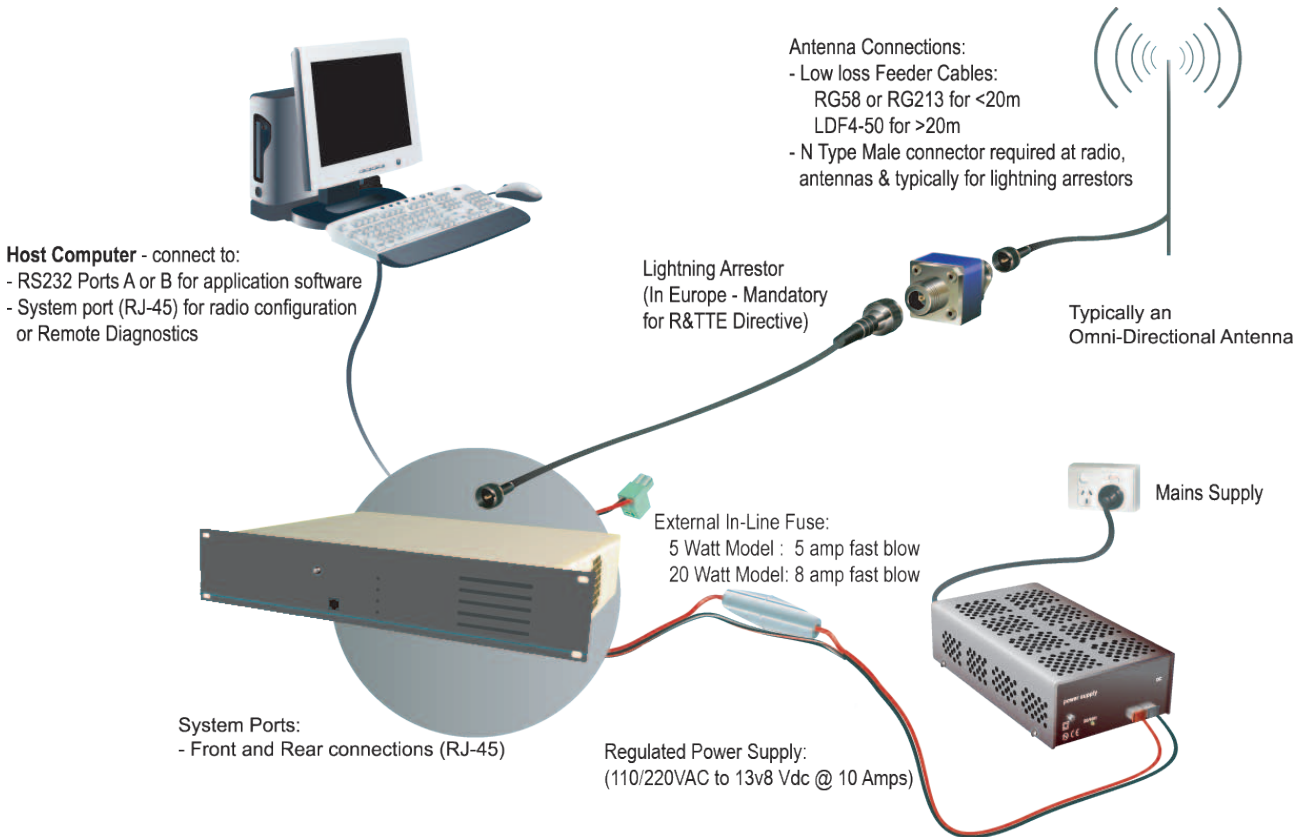 Antenna Connections:
- Low loss Feeder Cables:
RG58 or RG213 for <20m
LDF4-50 for >20m
- N Type Male connector required at radio,
antennas & typically for lightning arrestors
Host Computer - connect to:
- RS232 Ports A or B for application software
- System port (RJ-45) for radio configuration
or Remote Diagnostics
Lightning Arrestor
(In Europe - Mandatory
for R&TTE Directive)
Typically an
Omni-Directional Antenna
Mains Supply
External In-Line Fuse:
5 Watt Model : 5 amp fast blow
20 Watt Model: 8 amp fast blow
power supply
System Ports:
- Front and Rear connections (RJ-45)
Regulated Power Supply:
(110/220VAC to 13v8 Vdc @ 10 Amps)